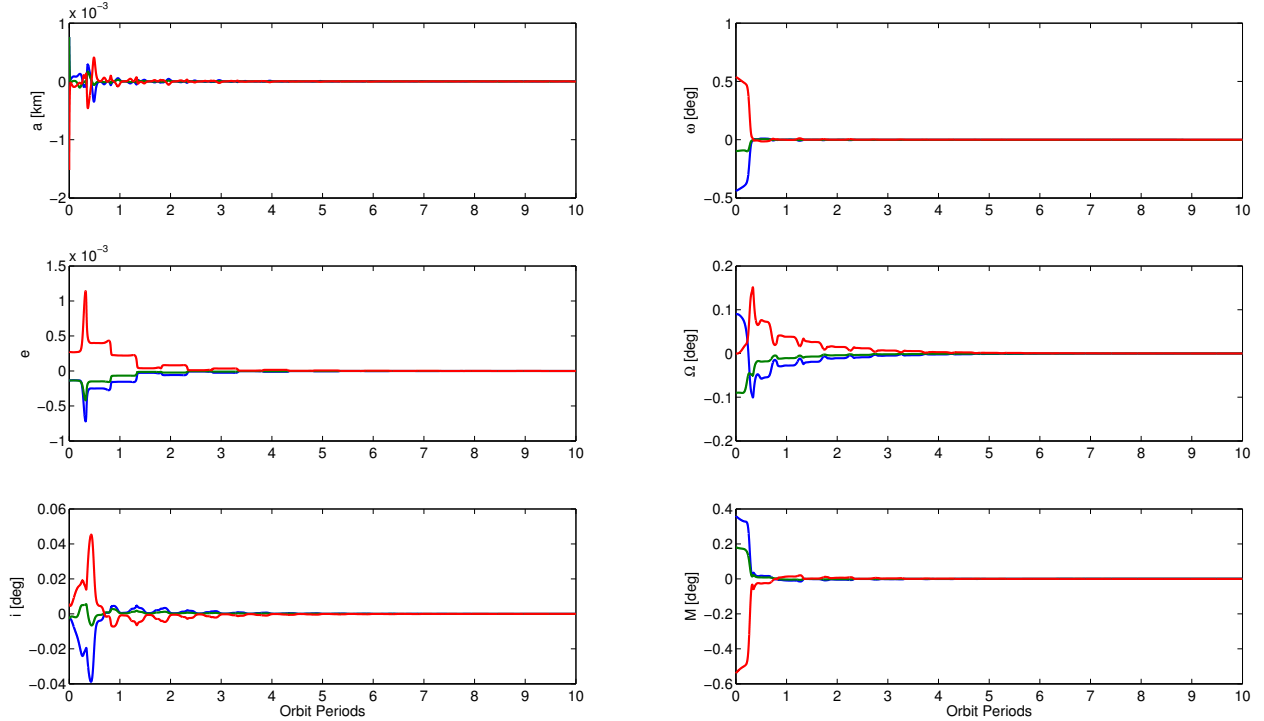 x 10⁻³
1
0
−1
−2
a [km]
0 1 2 3 4 5 6 7 8 9 10
1
0.5
0
−0.5
ω [deg]
0 1 2 3 4 5 6 7 8 9 10
x 10⁻³
1.5
1
0.5
0
−0.5
−1
e
0 1 2 3 4 5 6 7 8 9 10
0.2
0.1
0
−0.1
−0.2
Ω [deg]
0 1 2 3 4 5 6 7 8 9 10
0.06
0.04
0.02
0
−0.02
−0.04
i [deg]
0 1 2 3 4 5 6 7 8 9 10
Orbit Periods
0.4
0.2
0
−0.2
−0.4
−0.6
M [deg]
0 1 2 3 4 5 6 7 8 9 10
Orbit Periods